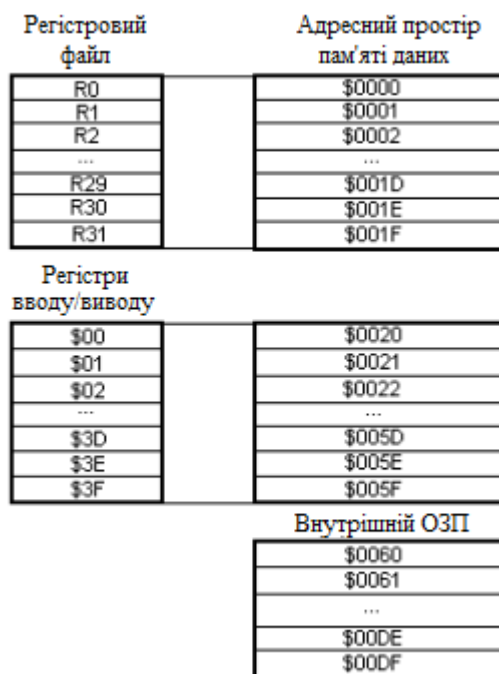 Регістровий файл
R0
R1
R2
...
R29
R30
R31
Адресний простір пам'яті даних
$0000
$0001
$0002
...
$001D
$001E
$001F
Регістри вводу/виводу
$00
$01
$02
...
$3D
$3E
$3F
$0020
$0021
$0022
...
$005D
$005E
$005F
Внутрішній ОЗП
$0060
$0061
...
$00DE
$00DF